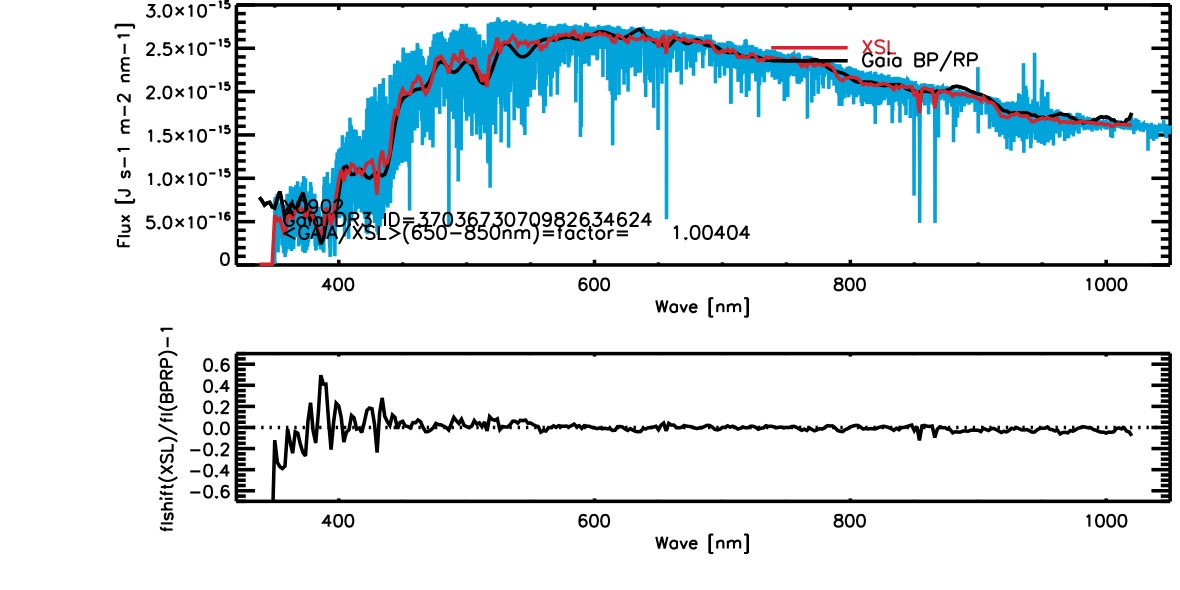 3.0×10⁻¹⁵
2.5×10⁻¹⁵
2.0×10⁻¹⁵
1.5×10⁻¹⁵
1.0×10⁻¹⁵
5.0×10⁻¹⁶
0
Flux [J s−1 m−2 nm−1]
XSL
Gaia BP/RP
Gaia DR3 ID=3703673070982634624
<GAIA/XSL>(650−850nm)=factor= 1.00404
400 600 800 1000
Wave [nm]
0.6
0.4
0.2
0.0
−0.2
−0.4
−0.6
flshift(XSL)/fl(BPRP)−1
400 600 800 1000
Wave [nm]